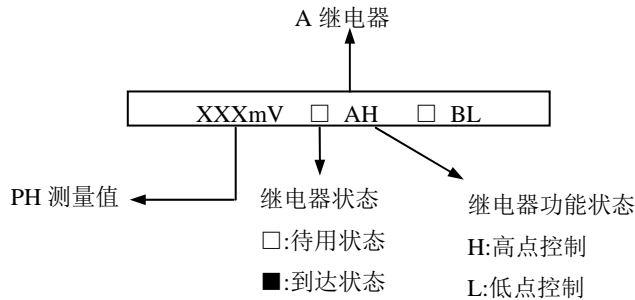 A 继电器
XXXmV □ AH □ BL
PH 测量值
继电器状态
□:待用状态
■:到达状态
继电器功能状态
H:高点控制
L:低点控制